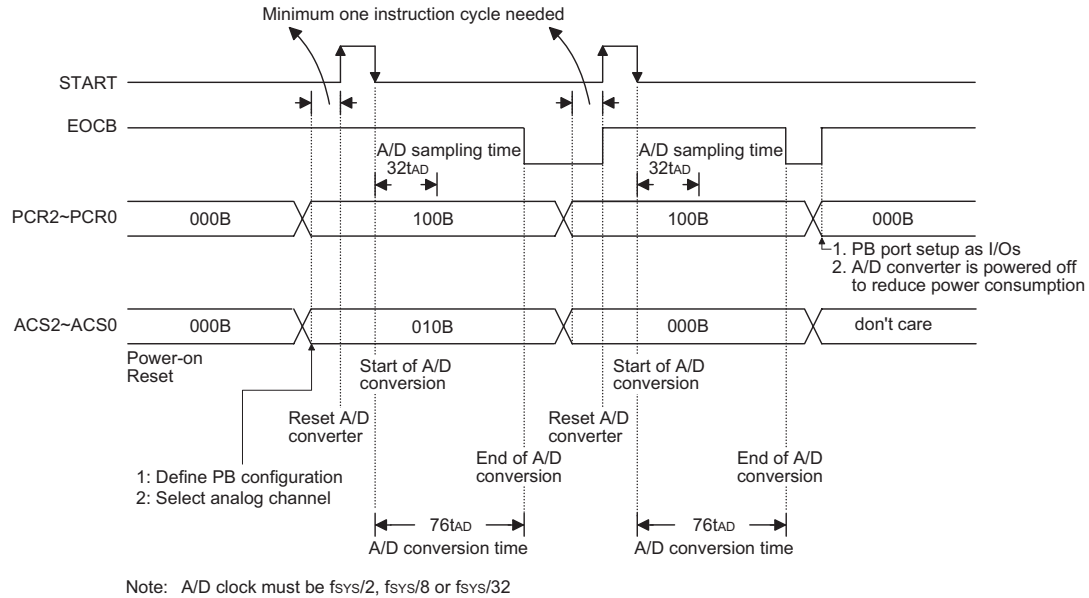 Minimum one instruction cycle needed
START
EOCB
A/D sampling time
32tAD
A/D sampling time
32tAD
PCR2~PCR0
000B
100B
100B
000B
1. PB port setup as I/Os
2. A/D converter is powered off
to reduce power consumption
ACS2~ACS0
000B
010B
000B
don't care
Power-on
Reset
Start of A/D
conversion
Start of A/D
conversion
Reset A/D
converter
Reset A/D
converter
1: Define PB configuration
2: Select analog channel
End of A/D
conversion
End of A/D
conversion
76tAD
A/D conversion time
76tAD
A/D conversion time
Note: A/D clock must be fSYS/2, fSYS/8 or fSYS/32